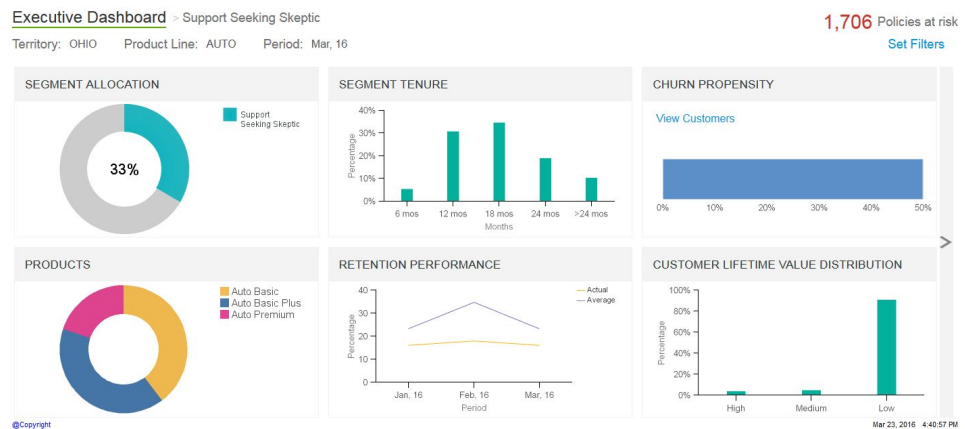 Executive Dashboard > Support Seeking Skeptic
1,706 Policies at risk
Territory: OHIO Product Line: AUTO Period: Mar, 16
Set Filters
SEGMENT ALLOCATION
33%
Support
Seeking Skeptic
SEGMENT TENURE
Percentage
40%
30%
20%
10%
0%
6 mos 12 mos 18 mos 24 mos >24 mos
Months
CHURN PROPENSITY
View Customers
0% 10% 20% 30% 40% 50%
>
PRODUCTS
Auto Basic
Auto Basic Plus
Auto Premium
RETENTION PERFORMANCE
Percentage
40
30
20
10
0
Actual
Average
Jan, 16 Feb, 16 Mar, 16
Period
CUSTOMER LIFETIME VALUE DISTRIBUTION
Percentage
100%
80%
60%
40%
20%
0%
High Medium Low
@Copyright
Mar 23, 2016 4:40:57 PM